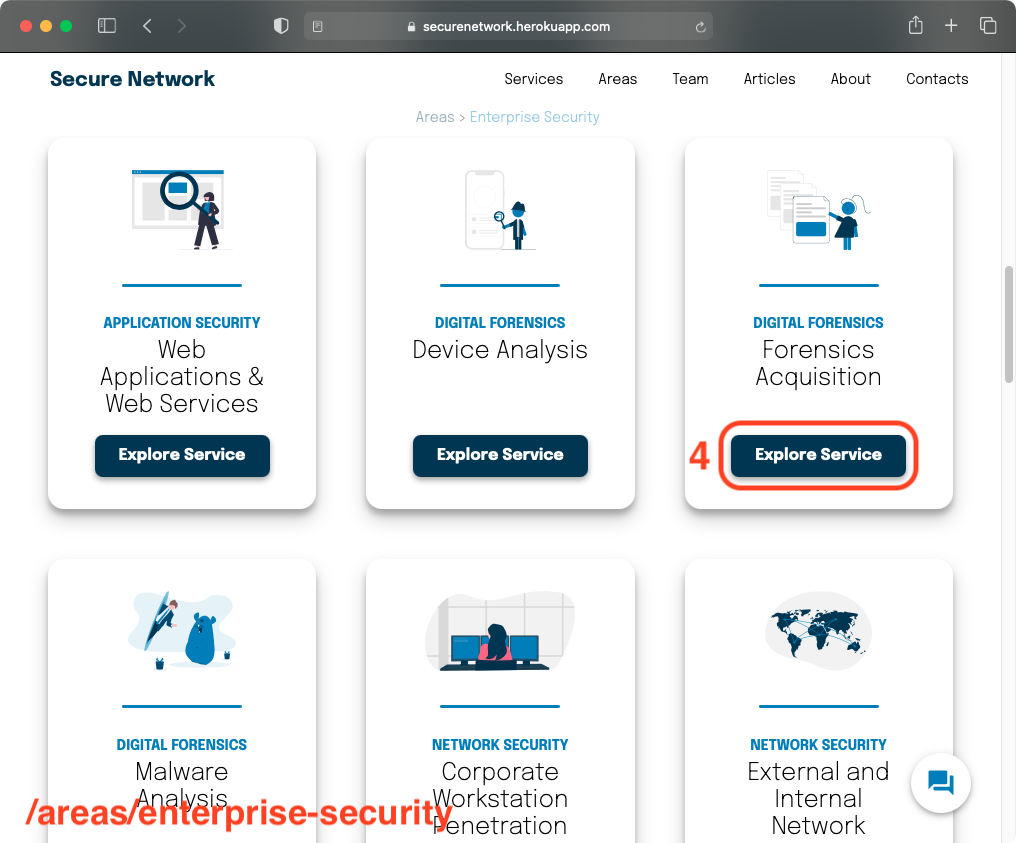 securenetwork.herokuapp.com
Secure Network
Services
Areas
Team
Articles
About
Contacts
Areas > Enterprise Security
APPLICATION SECURITY
Web
Applications &
Web Services
Explore Service
DIGITAL FORENSICS
Device Analysis
Explore Service
DIGITAL FORENSICS
Forensics
Acquisition
4
Explore Service
DIGITAL FORENSICS
Malware
Analysis
NETWORK SECURITY
Corporate
Workstation
Penetration
NETWORK SECURITY
External and
Internal
Network
/areas/enterprise-security